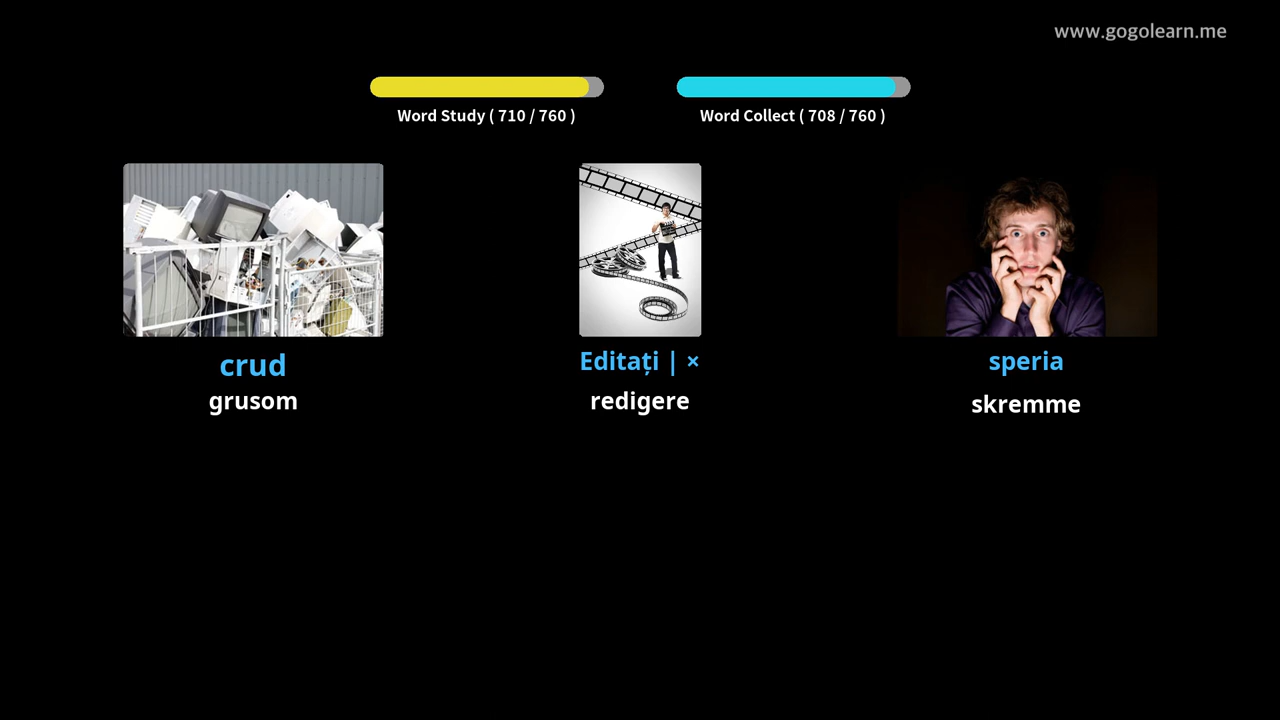 www.gogolearn.me
Word Study ( 710 / 760 )
Word Collect ( 708 / 760 )
crud
grusom
Editați | ×
redigere
speria
skremme